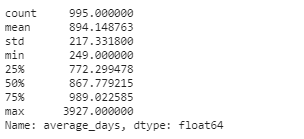 count     995.000000
mean      894.148763
std       217.331800
min       249.000000
25%       772.299478
50%       867.779215
75%       989.022585
max      3927.000000
Name: average_days, dtype: float64